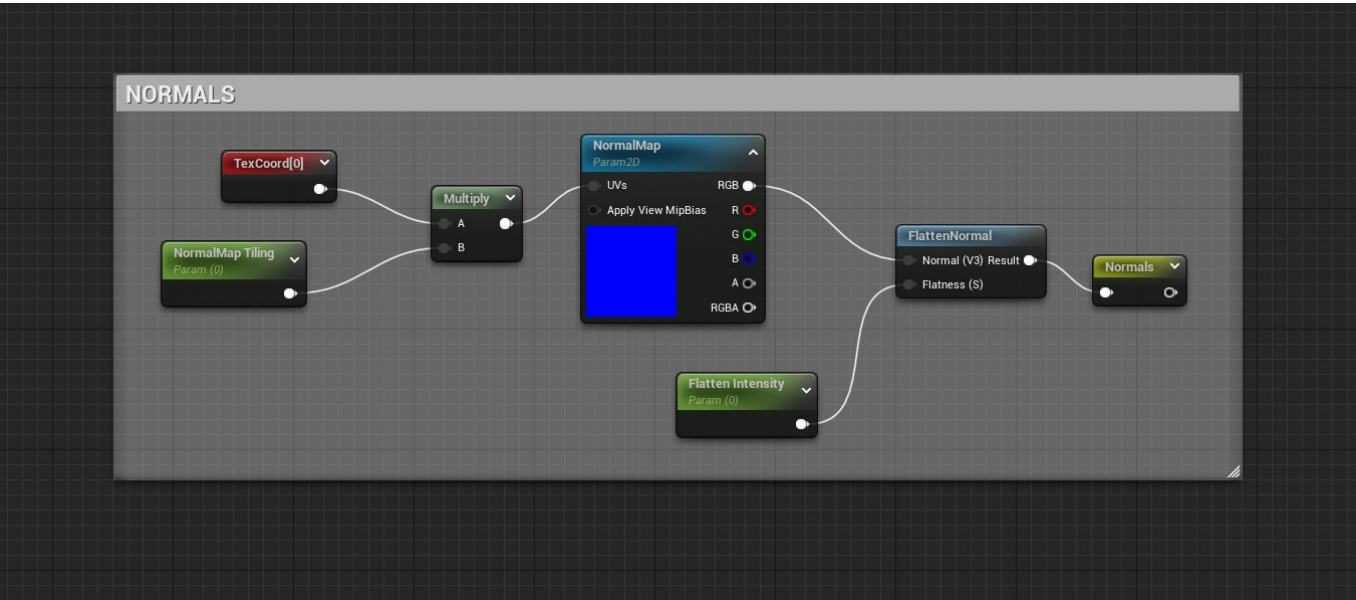 NORMALS
TexCoord[0]
NormalMap Tiling
Param (0)
Multiply
A
B
NormalMap
Param2D
UVs RGB
Apply View MipBias R
G
B
A
RGBA
Flatten Intensity
Param (0)
FlattenNormal
Normal (V3) Result
Flatness (S)
Normals